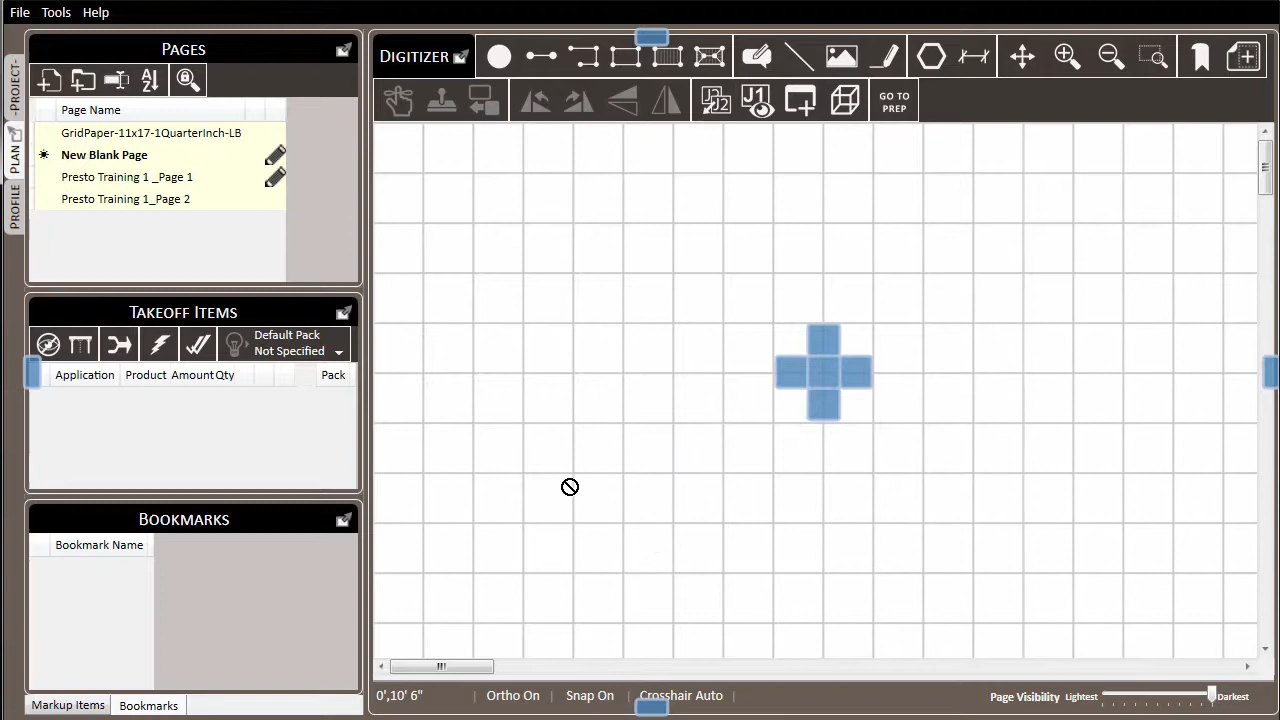 File Tools Help
-PROJECT-
PLAN
PROFILE
PAGES
Page Name
GridPaper-11x17-1QuarterInch-LB
New Blank Page
Presto Training 1 _Page 1
Presto Training 1_Page 2
TAKEOFF ITEMS
Default Pack
Not Specified
Application Product Amount Qty Pack
BOOKMARKS
Bookmark Name
Markup Items Bookmarks
DIGITIZER
J1
J2
J1
GO TO
PREP
0',10' 6" Ortho On Snap On Crosshair Auto Page Visibility Lightest Darkest